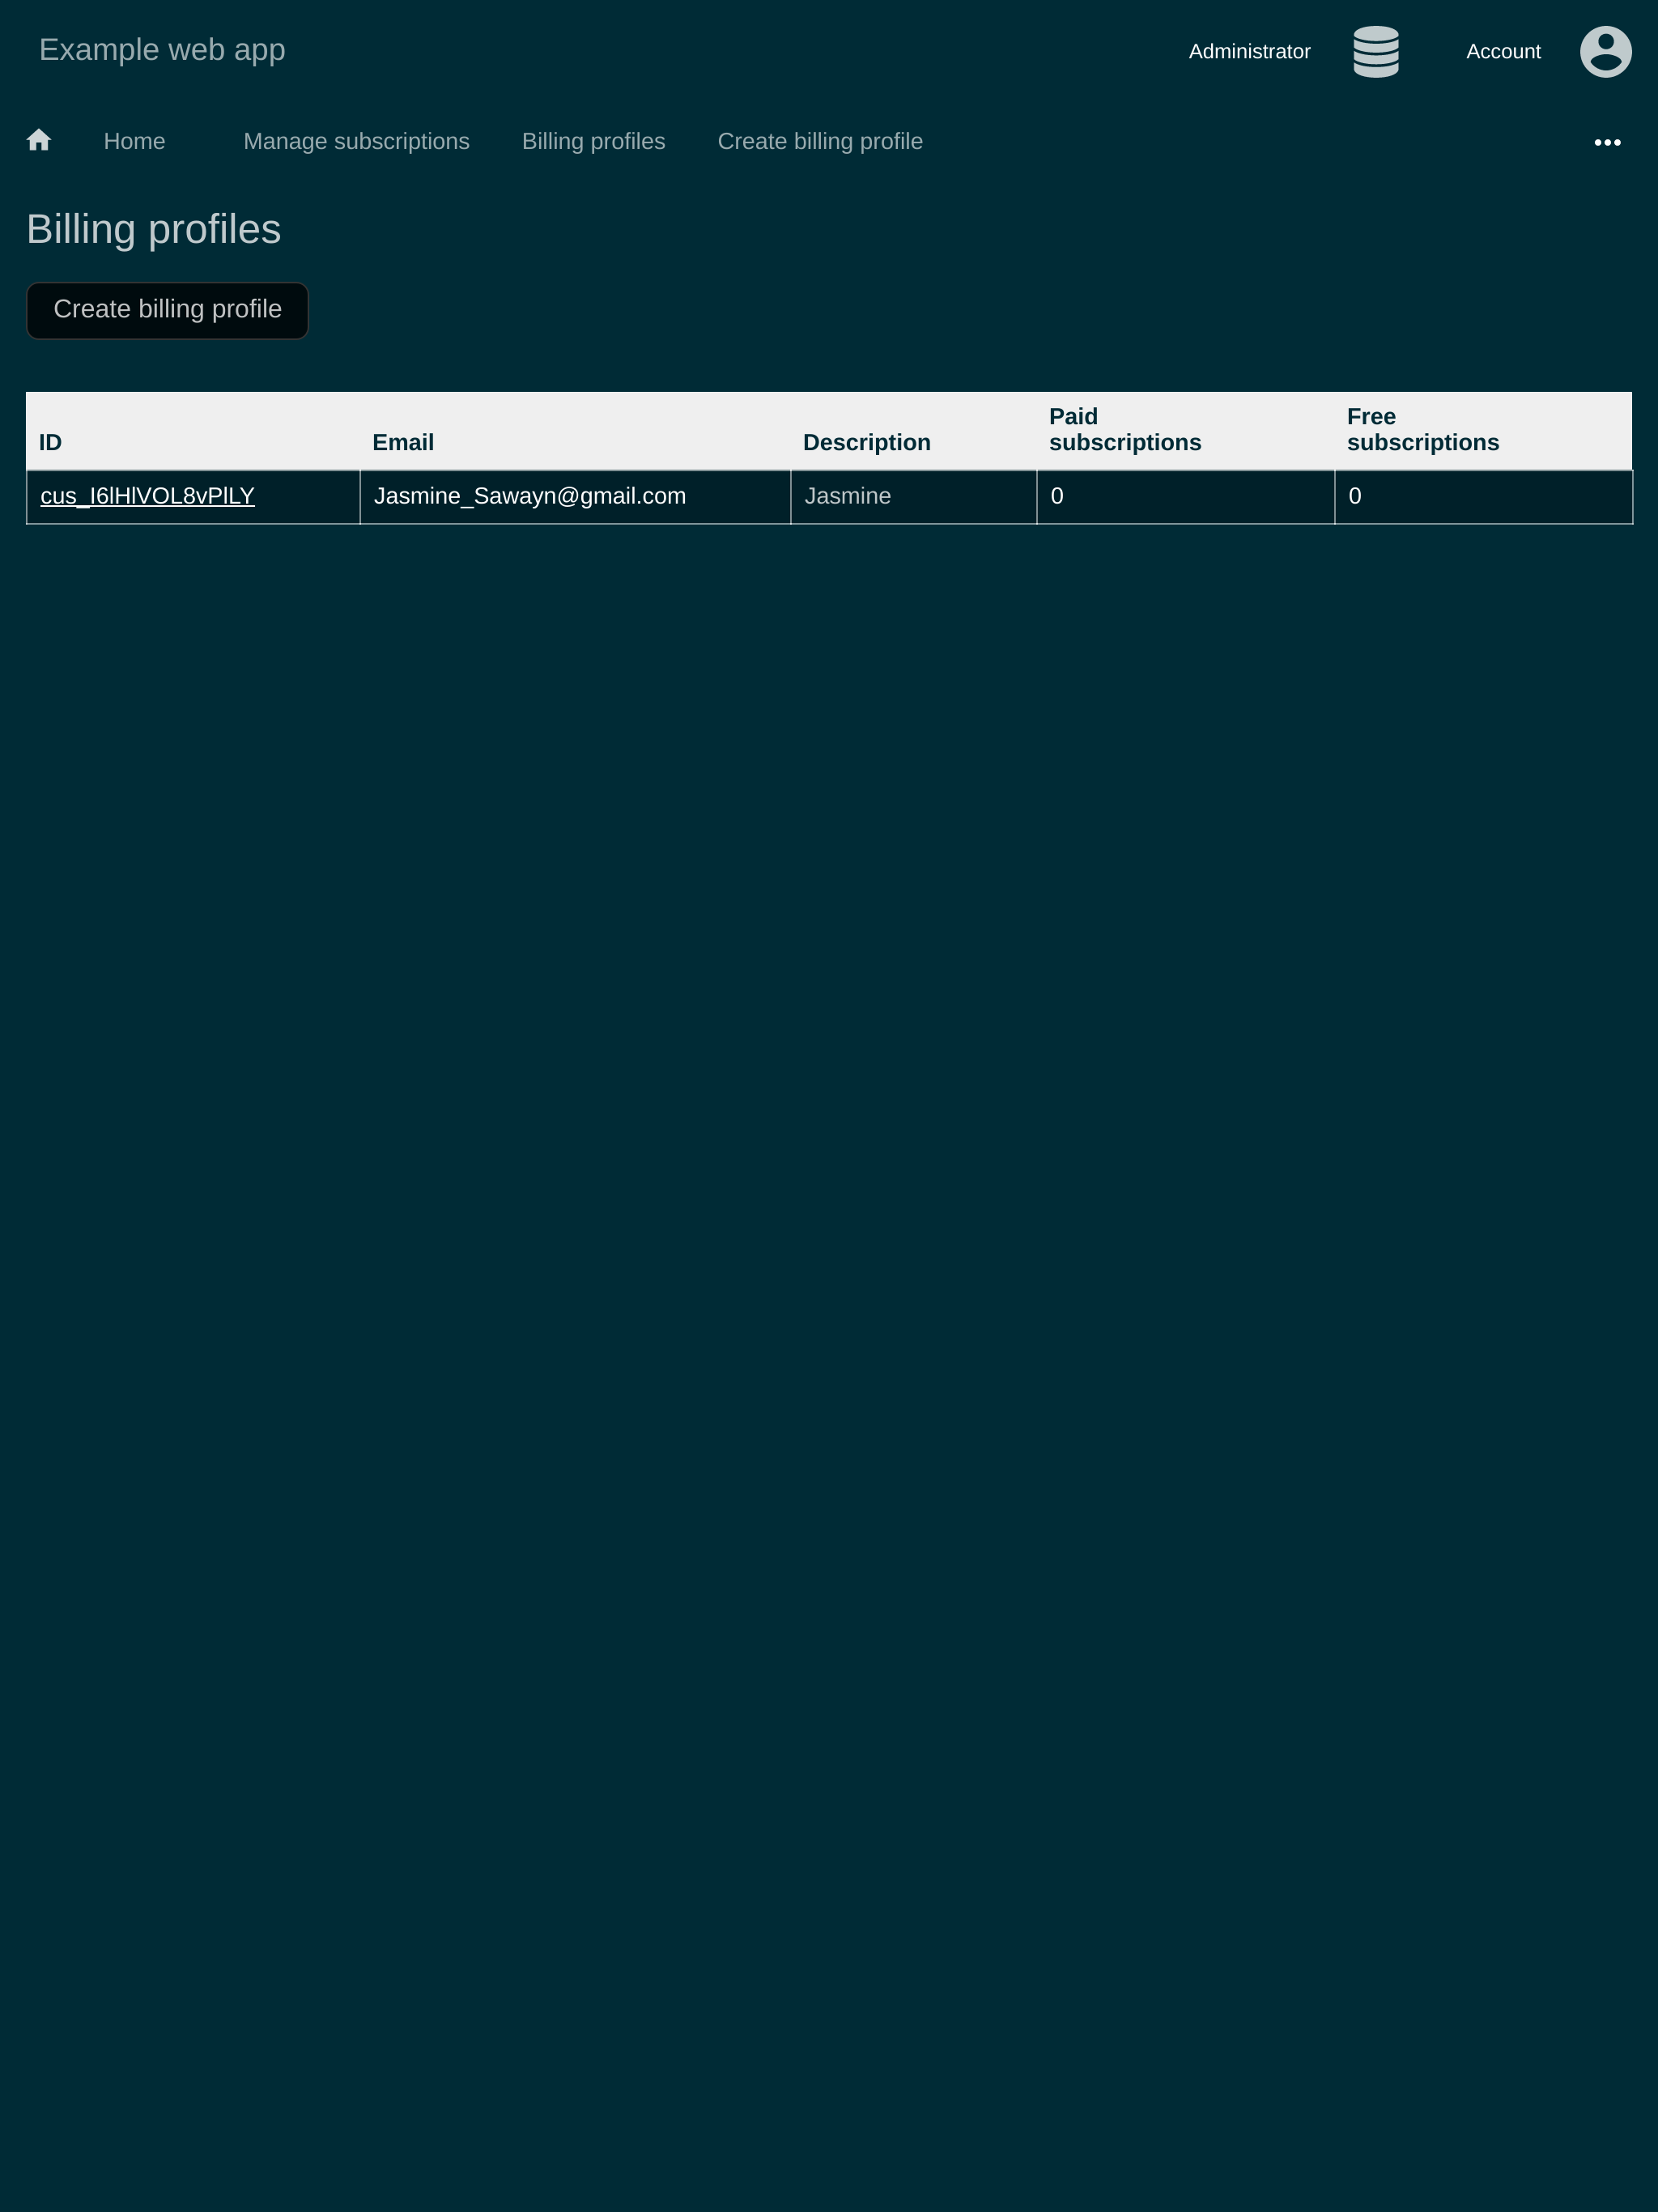 Example web app
Administrator
Account
Home
Manage subscriptions
Billing profiles
Create billing profile
Billing profiles
Create billing profile
ID
Email
Description
Paid
subscriptions
Free
subscriptions
cus_I6lHlVOL8vPlLY
Jasmine_Sawayn@gmail.com
Jasmine
0
0